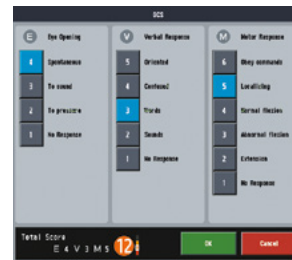 GCS
E Eye Opening
4 Spontaneous
3 To sound
2 To pressure
1 No Response
V Verbal Response
5 Oriented
4 Confused
3 Words
2 Sounds
1 No Response
M Motor Response
6 Obey commands
5 Localising
4 Normal flexion
3 Abnormal flexion
2 Extension
1 No Response
Total Score
E 4 V 3 M 5 12
OK
Cancel